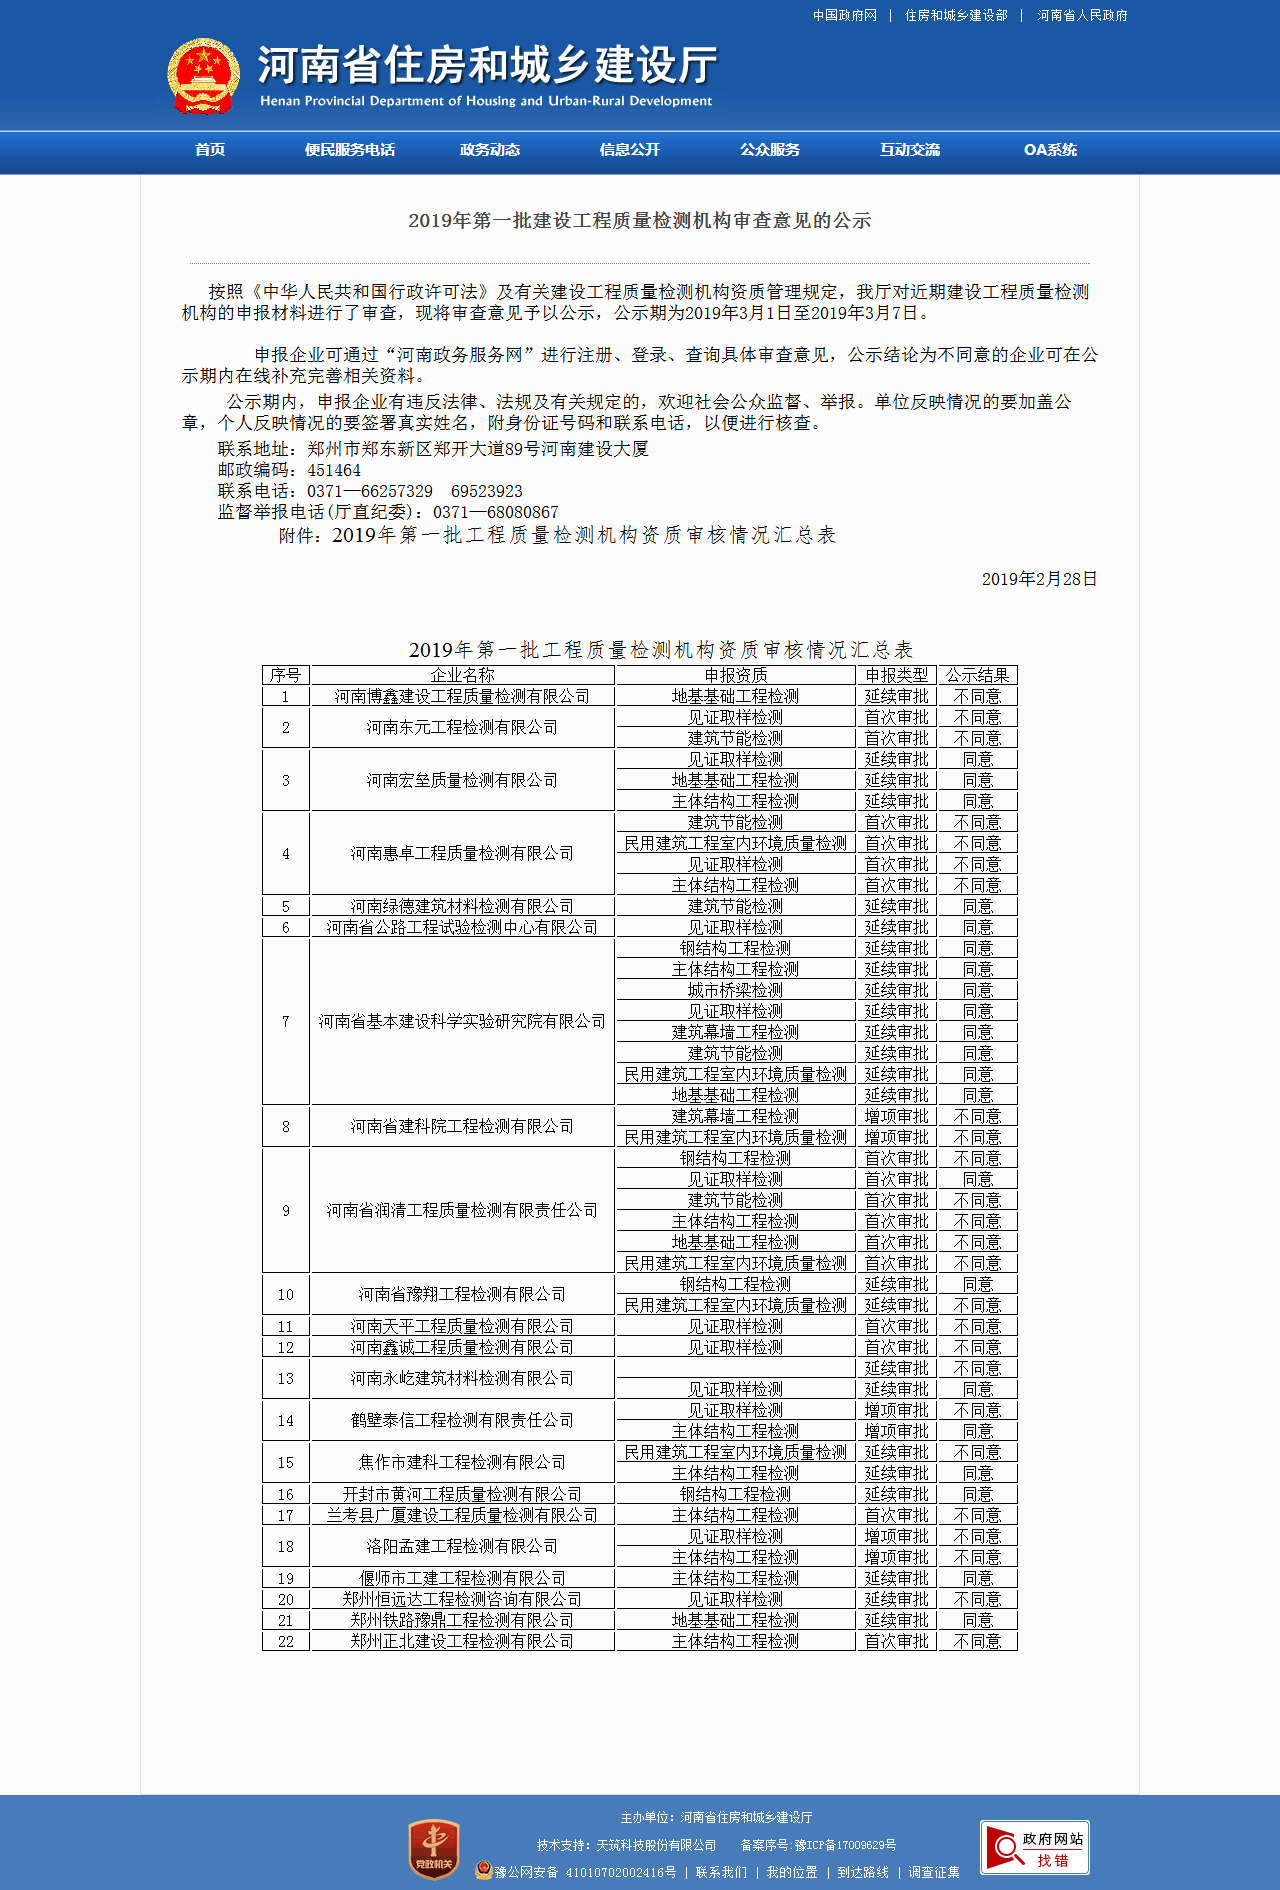 中国政府网 | 住房和城乡建设部 | 河南省人民政府
河南省住房和城乡建设厅
Henan Provincial Department of Housing and Urban-Rural Development
首页 便民服务电话 政务动态 信息公开 公众服务 互动交流 OA系统
2019年第一批建设工程质量检测机构审查意见的公示
按照《中华人民共和国行政许可法》及有关建设工程质量检测机构资质管理规定，我厅对近期建设工程质量检测
机构的申报材料进行了审查，现将审查意见予以公示，公示期为2019年3月1日至2019年3月7日。
申报企业可通过“河南政务服务网”进行注册、登录、查询具体审查意见，公示结论为不同意的企业可在公
示期内在线补充完善相关资料。
公示期内，申报企业有违反法律、法规及有关规定的，欢迎社会公众监督、举报。单位反映情况的要加盖公
章，个人反映情况的要签署真实姓名，附身份证号码和联系电话，以便进行核查。
联系地址：郑州市郑东新区郑开大道89号河南建设大厦
邮政编码：451464
联系电话：0371—66257329 69523923
监督举报电话(厅直纪委)：0371—68080867
附件：2019年第一批工程质量检测机构资质审核情况汇总表
2019年2月28日
2019年第一批工程质量检测机构资质审核情况汇总表
序号 企业名称 申报资质 申报类型 公示结果
1 河南博鑫建设工程质量检测有限公司 地基基础工程检测 延续审批 不同意
2 河南东元工程检测有限公司 见证取样检测 首次审批 不同意
建筑节能检测 首次审批 不同意
3 河南宏垒质量检测有限公司 见证取样检测 延续审批 同意
地基基础工程检测 延续审批 同意
主体结构工程检测 延续审批 同意
4 河南惠卓工程质量检测有限公司 建筑节能检测 首次审批 不同意
民用建筑工程室内环境质量检测 首次审批 不同意
见证取样检测 首次审批 不同意
主体结构工程检测 首次审批 不同意
5 河南绿德建筑材料检测有限公司 建筑节能检测 延续审批 同意
6 河南省公路工程试验检测中心有限公司 见证取样检测 延续审批 同意
7 河南省基本建设科学实验研究院有限公司 钢结构工程检测 延续审批 同意
主体结构工程检测 延续审批 同意
城市桥梁检测 延续审批 同意
见证取样检测 延续审批 同意
建筑幕墙工程检测 延续审批 同意
建筑节能检测 延续审批 同意
民用建筑工程室内环境质量检测 延续审批 同意
地基基础工程检测 延续审批 同意
8 河南省建科院工程检测有限公司 建筑幕墙工程检测 增项审批 不同意
民用建筑工程室内环境质量检测 增项审批 不同意
9 河南省润清工程质量检测有限责任公司 钢结构工程检测 首次审批 不同意
见证取样检测 首次审批 同意
建筑节能检测 首次审批 不同意
主体结构工程检测 首次审批 不同意
地基基础工程检测 首次审批 不同意
民用建筑工程室内环境质量检测 首次审批 不同意
10 河南省豫翔工程检测有限公司 钢结构工程检测 延续审批 同意
民用建筑工程室内环境质量检测 延续审批 不同意
11 河南天平工程质量检测有限公司 见证取样检测 首次审批 不同意
12 河南鑫诚工程质量检测有限公司 见证取样检测 首次审批 不同意
13 河南永屹建筑材料检测有限公司 延续审批 不同意
见证取样检测 延续审批 同意
14 鹤壁泰信工程检测有限责任公司 见证取样检测 增项审批 不同意
主体结构工程检测 增项审批 同意
15 焦作市建科工程检测有限公司 民用建筑工程室内环境质量检测 延续审批 不同意
主体结构工程检测 延续审批 同意
16 开封市黄河工程质量检测有限公司 钢结构工程检测 延续审批 同意
17 兰考县广厦建设工程质量检测有限公司 主体结构工程检测 首次审批 不同意
18 洛阳孟建工程检测有限公司 见证取样检测 增项审批 不同意
主体结构工程检测 增项审批 不同意
19 偃师市工建工程检测有限公司 主体结构工程检测 延续审批 同意
20 郑州恒远达工程检测咨询有限公司 见证取样检测 延续审批 不同意
21 郑州铁路豫鼎工程检测有限公司 地基基础工程检测 延续审批 同意
22 郑州正北建设工程检测有限公司 主体结构工程检测 首次审批 不同意
主办单位：河南省住房和城乡建设厅
技术支持：天筑科技股份有限公司 备案序号:豫ICP备17009629号
豫公网安备 41010702002416号 | 联系我们 | 我的位置 | 到达路线 | 调查征集
党政机关
政府网站
找错